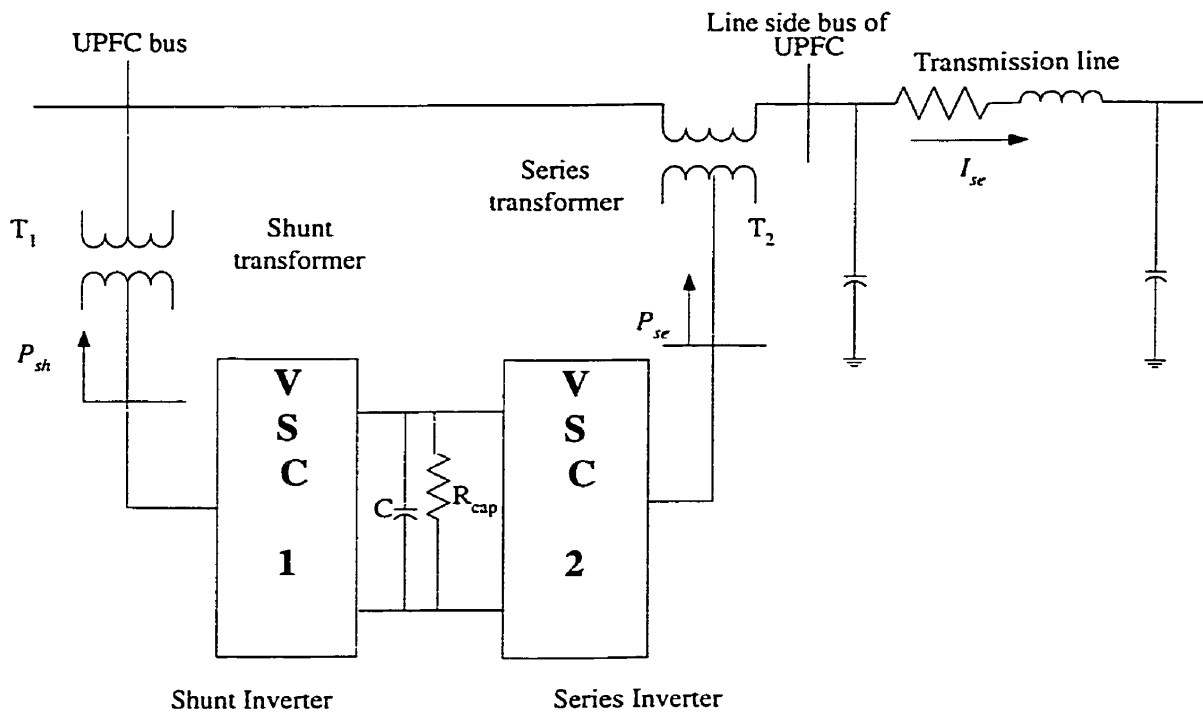 UPFC bus
Line side bus of
UPFC
Transmission line
I_se
Series
transformer
T_2
T_1
Shunt
transformer
P_sh
P_se
V
S
C
1
V
S
C
2
C
R_cap
Shunt Inverter
Series Inverter